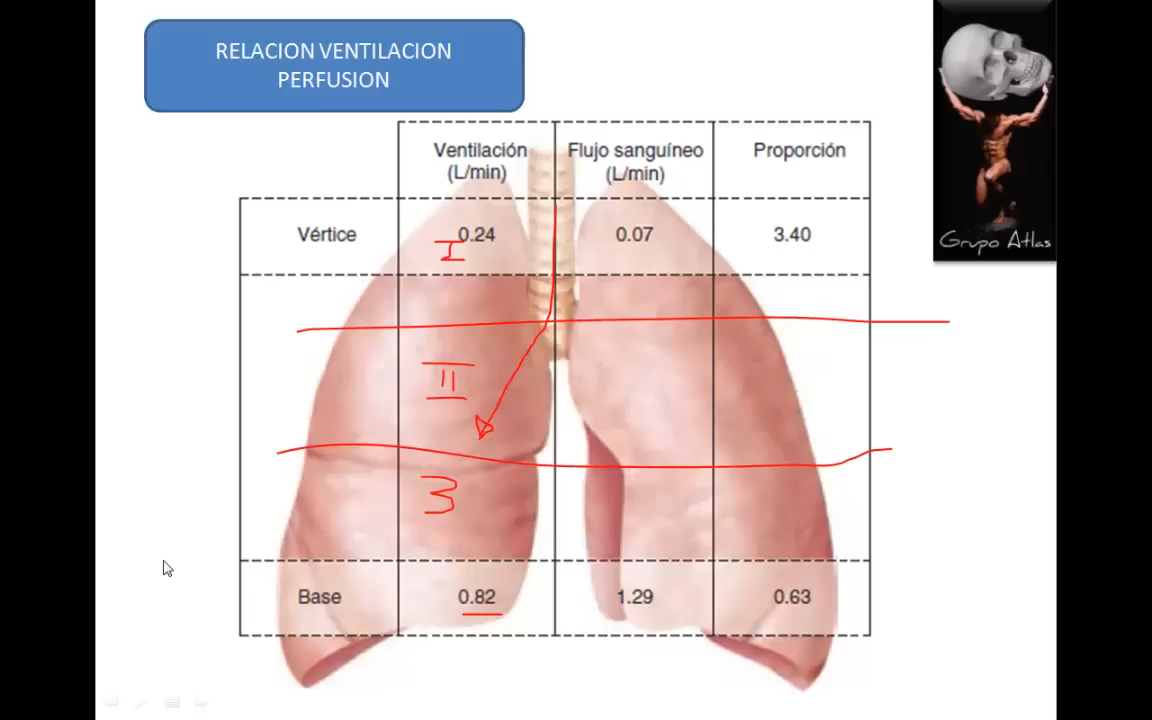 RELACION VENTILACION
PERFUSION
Grupo Atlas
Ventilación
(L/min)
Flujo sanguíneo
(L/min)
Proporción
Vértice
0.24
0.07
3.40
I
II
3
Base
0.82
1.29
0.63